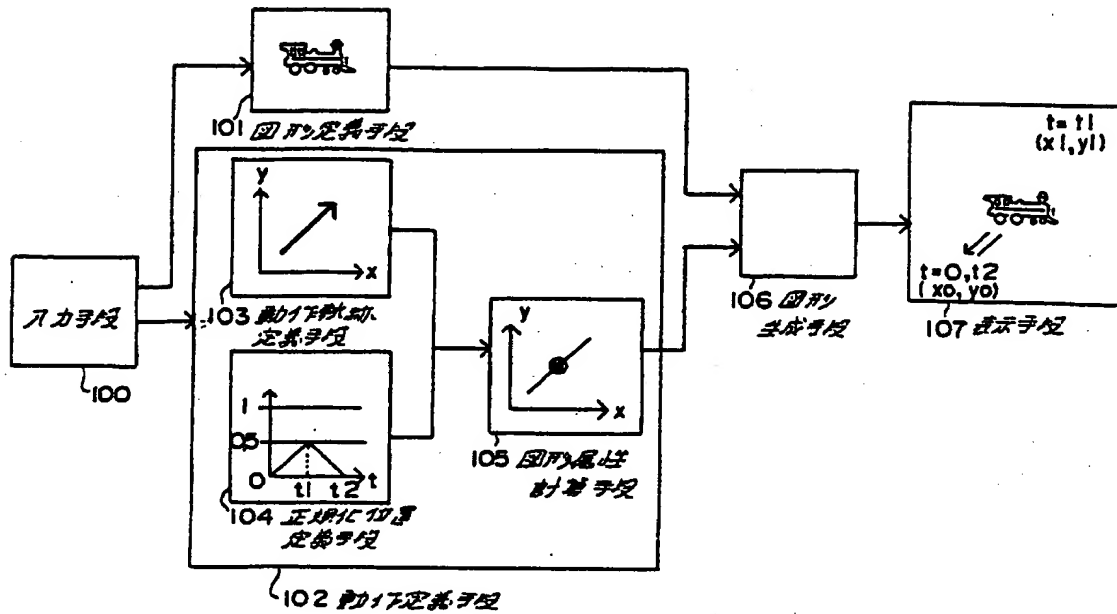 入力手段
100
101 図形定義手段
y
x
103 動作軌跡
定義手段
1
0.5
0
t1
t2
t
104 正規化位置
定義手段
102 動作定義手段
y
x
105 図形属性
計算手段
106 図形
生成手段
t=t1
(x1,y1)
t=0,t2
(x0,y0)
107 表示手段